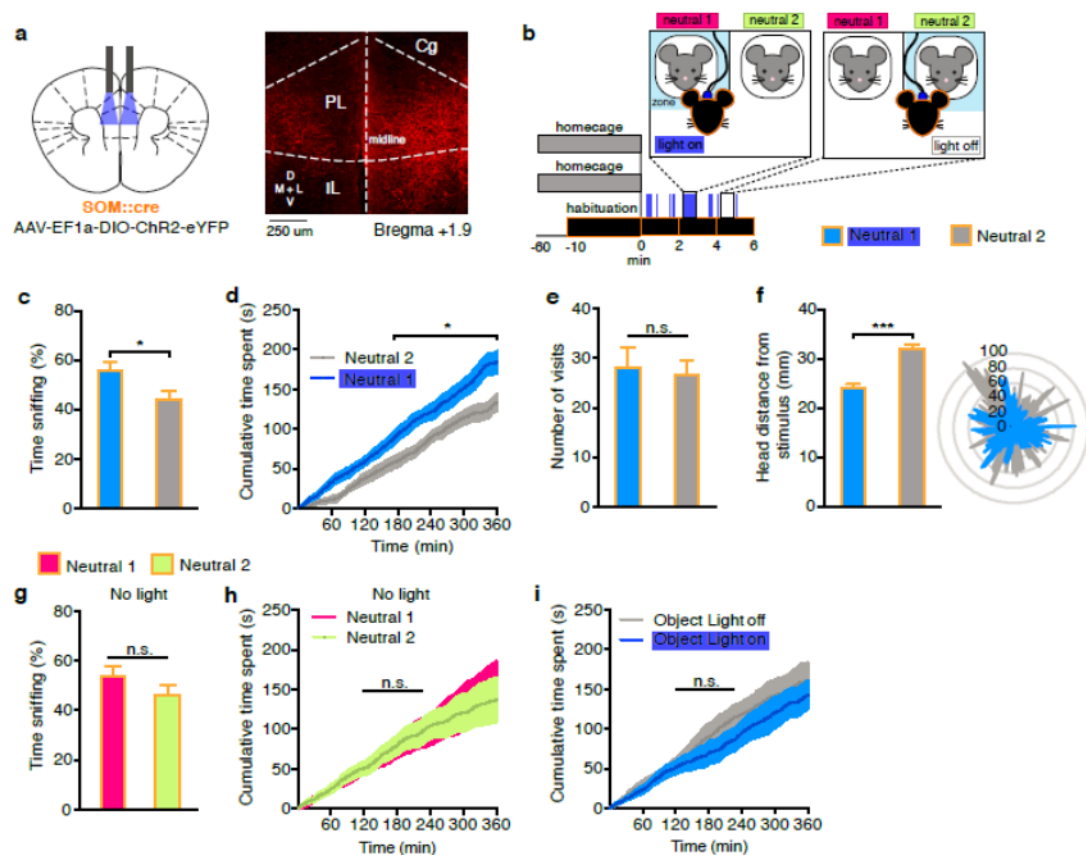 a
Cg
PL
midline
D
M + L
V
IL
SOM::cre
AAV-EF1a-DIO-ChR2-eYFP
250 um
Bregma +1.9
b
neutral 1
neutral 2
neutral 1
neutral 2
zone
light on
light off
homecage
homecage
habituation
-60
-10
0
2
4
6
min
Neutral 1
Neutral 2
c
Time sniffing (%)
80
60
40
20
0
*
d
Cumulative time spent (s)
250
200
150
100
50
0
*
Neutral 2
Neutral 1
60 120 180 240 300 360
Time (min)
e
Number of visits
40
30
20
10
0
n.s.
f
Head distance from
stimulus (mm)
40
30
20
10
0
***
100
80
60
40
20
0
Neutral 1
Neutral 2
g
No light
Time sniffing (%)
80
60
40
20
0
n.s.
h
No light
Cumulative time spent (s)
250
200
150
100
50
0
Neutral 1
Neutral 2
n.s.
60 120 180 240 300 360
Time (min)
i
Cumulative time spent (s)
250
200
150
100
50
0
Object Light off
Object Light on
n.s.
60 120 180 240 300 360
Time (min)